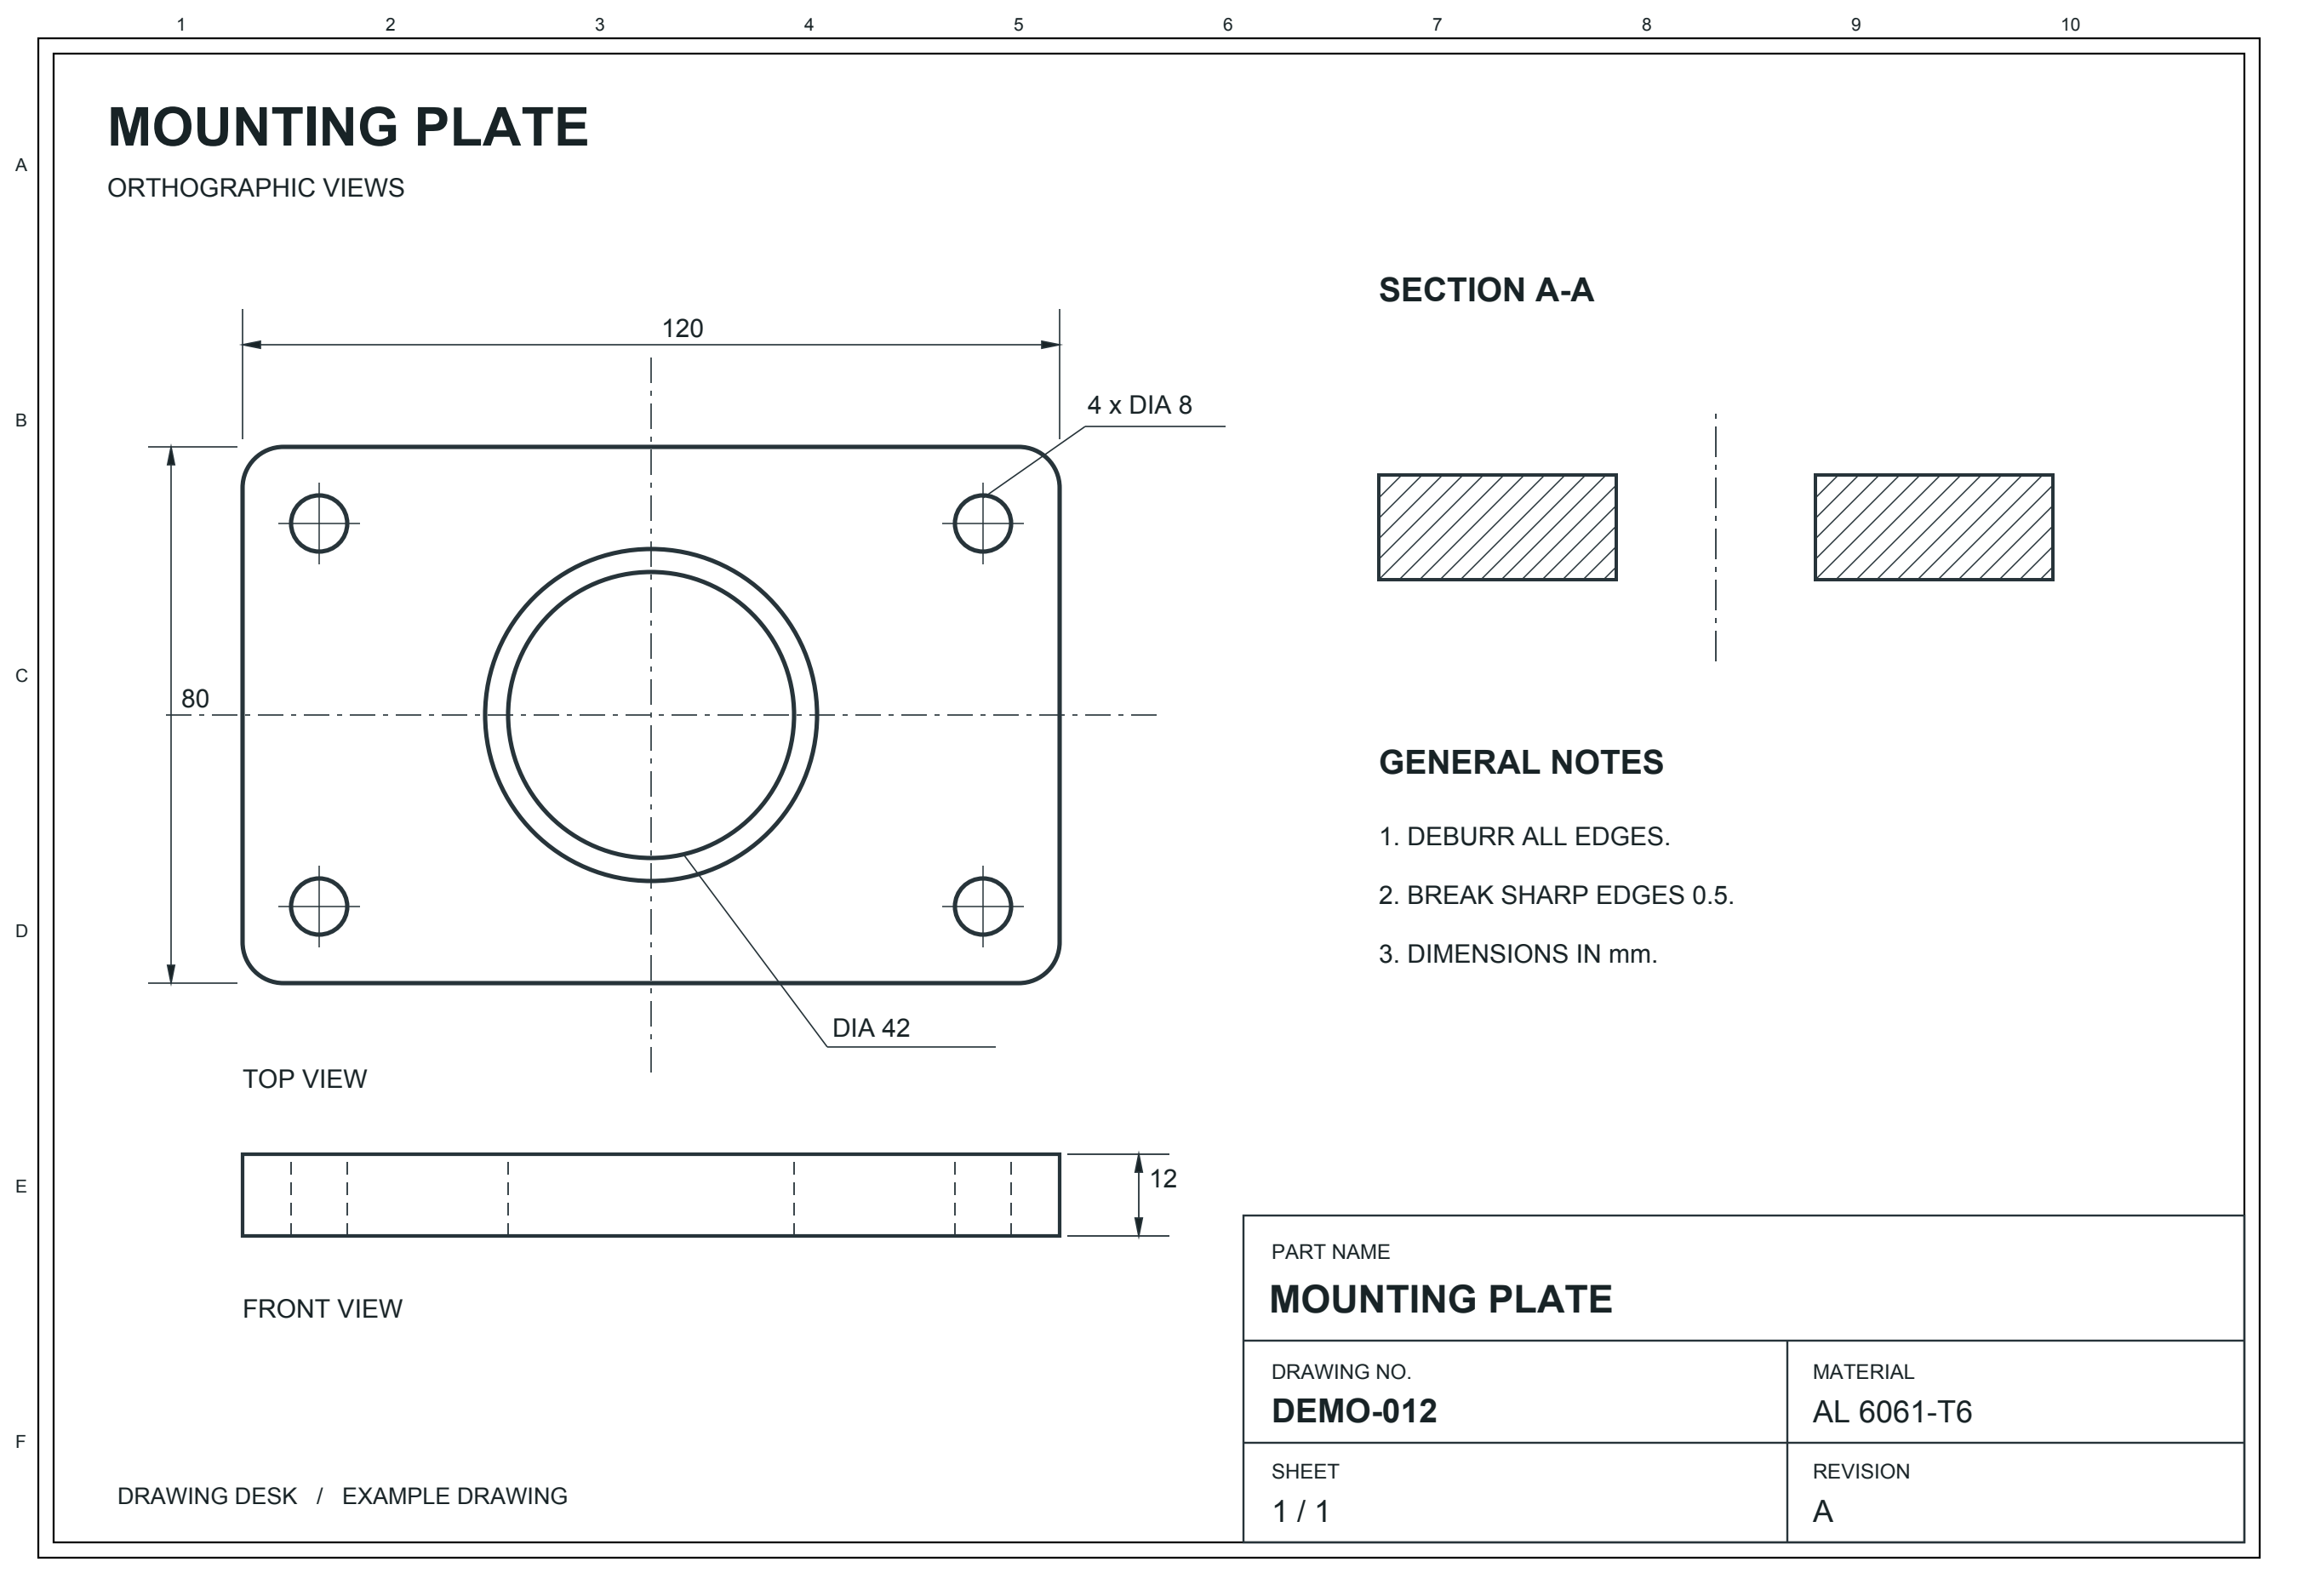 1 2 3 4 5 6 7 8 9 10
A
B
C
D
E
F
MOUNTING PLATE
ORTHOGRAPHIC VIEWS
120
4 x DIA 8
80
DIA 42
TOP VIEW
12
FRONT VIEW
SECTION A-A
GENERAL NOTES
1. DEBURR ALL EDGES.
2. BREAK SHARP EDGES 0.5.
3. DIMENSIONS IN mm.
PART NAME
MOUNTING PLATE
DRAWING NO.
DEMO-012
MATERIAL
AL 6061-T6
SHEET
1 / 1
REVISION
A
DRAWING DESK / EXAMPLE DRAWING